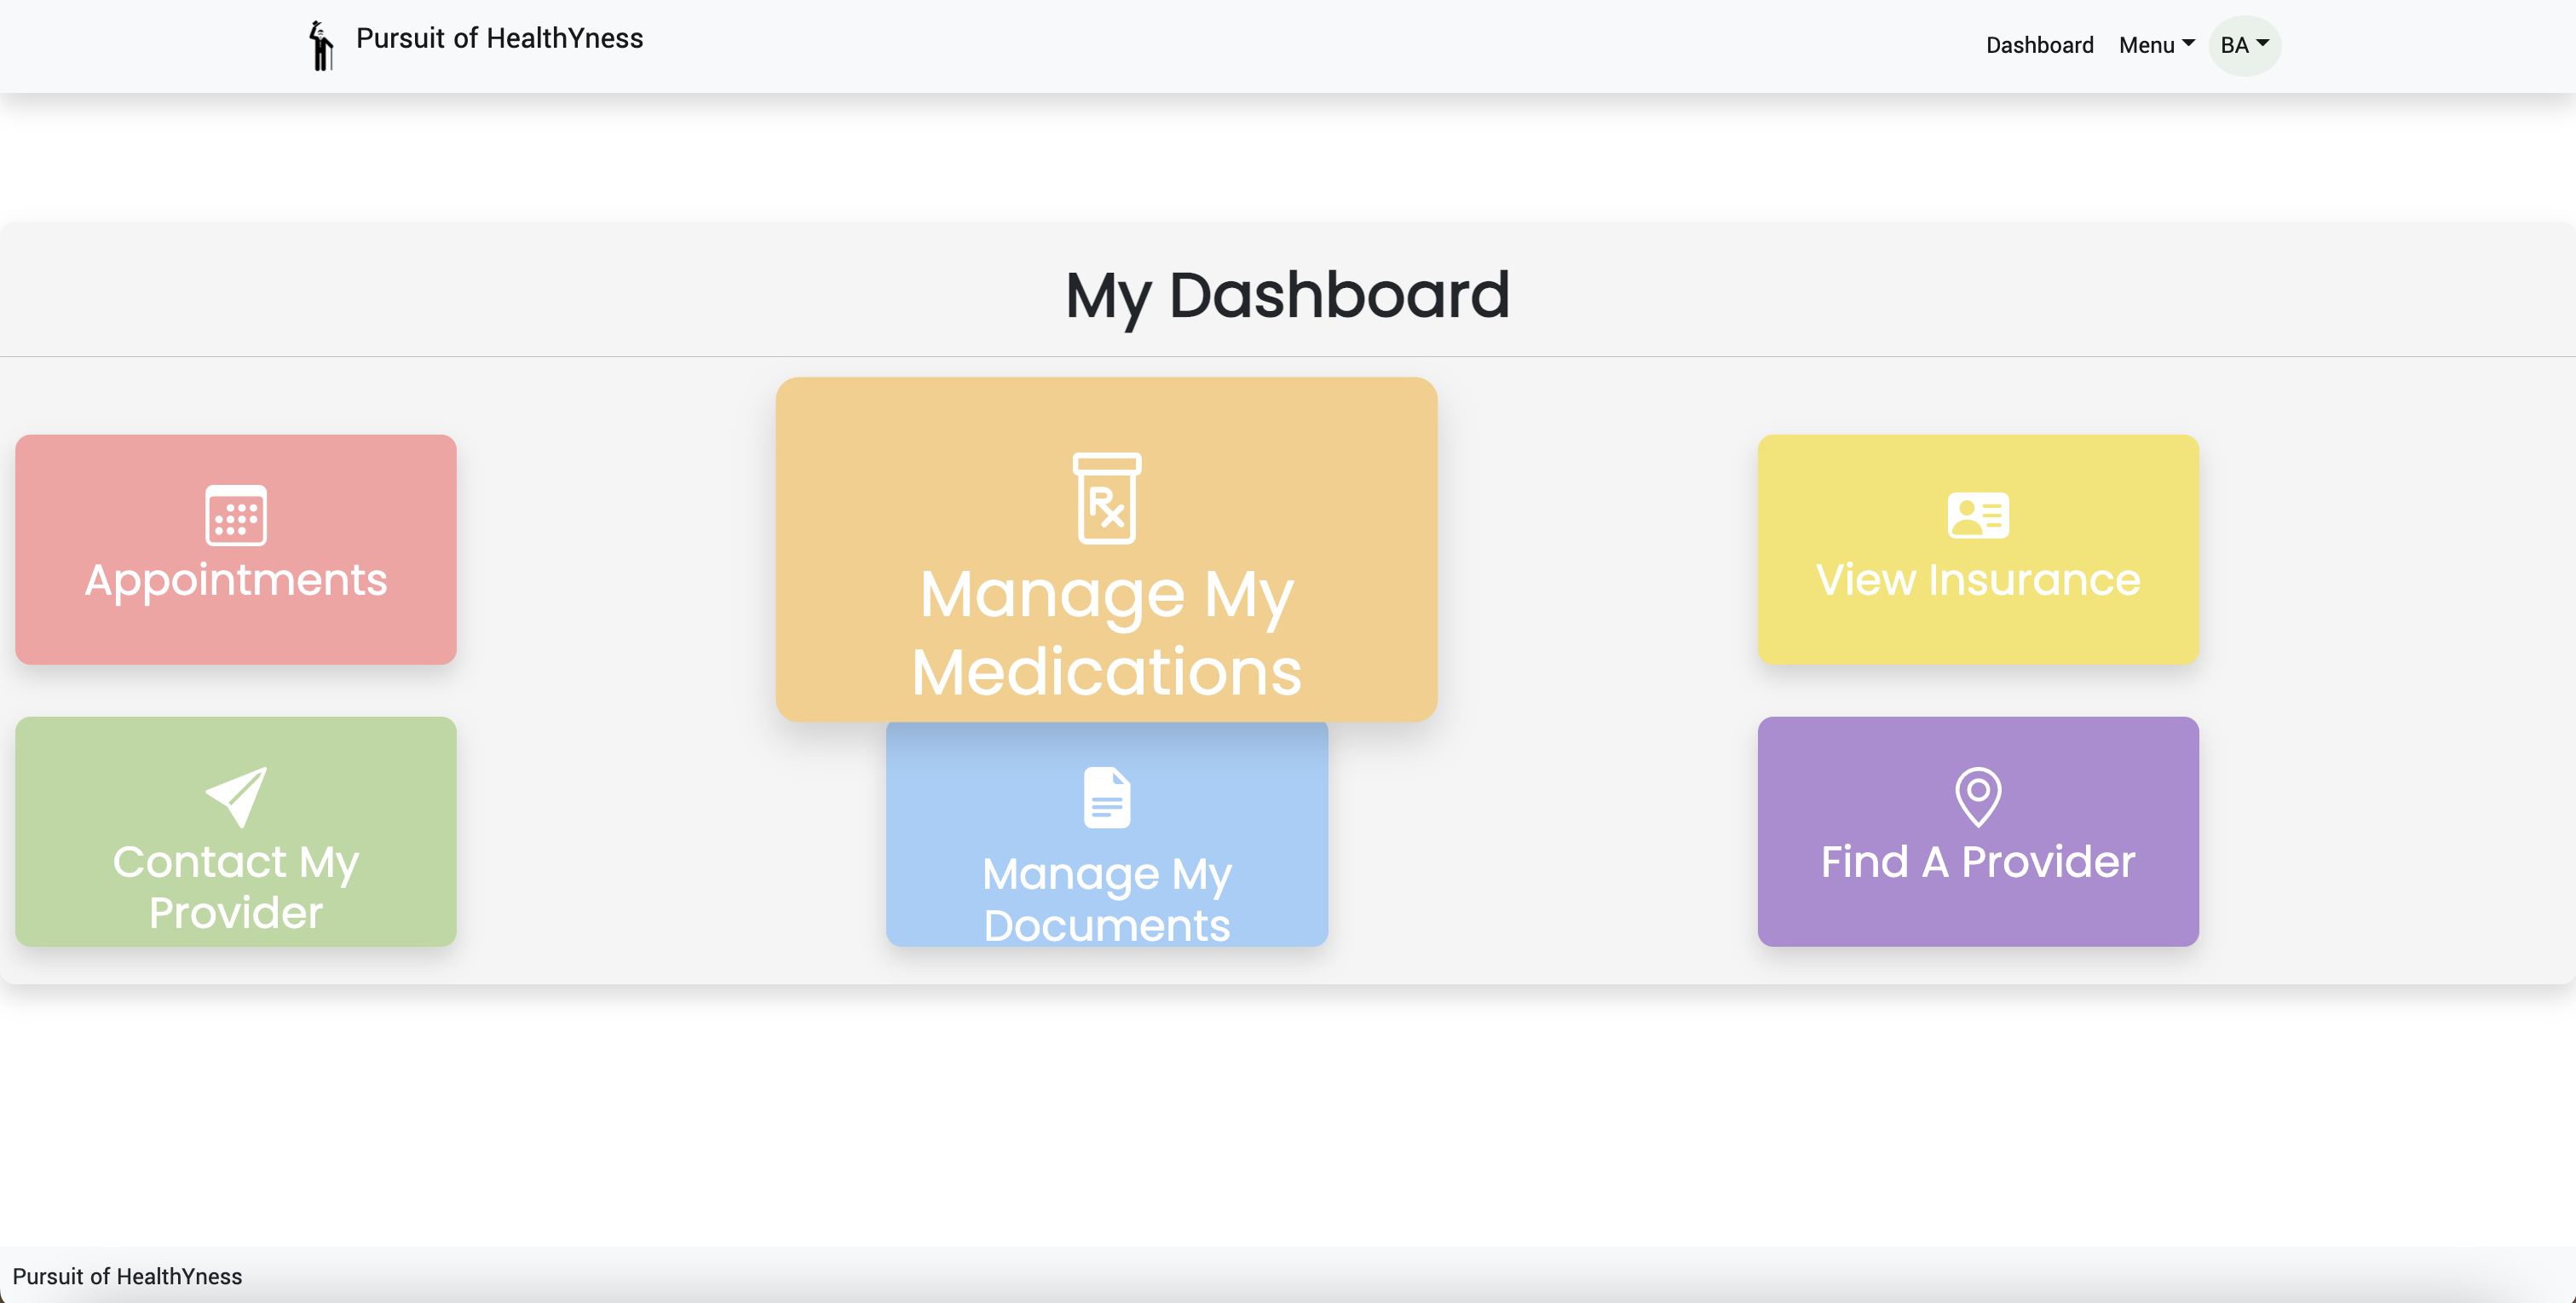 Pursuit of HealthYness
Dashboard
Menu
BA
My Dashboard
Appointments
Rx
Manage My
Medications
View Insurance
Contact My
Provider
Manage My
Documents
Find A Provider
Pursuit of HealthYness